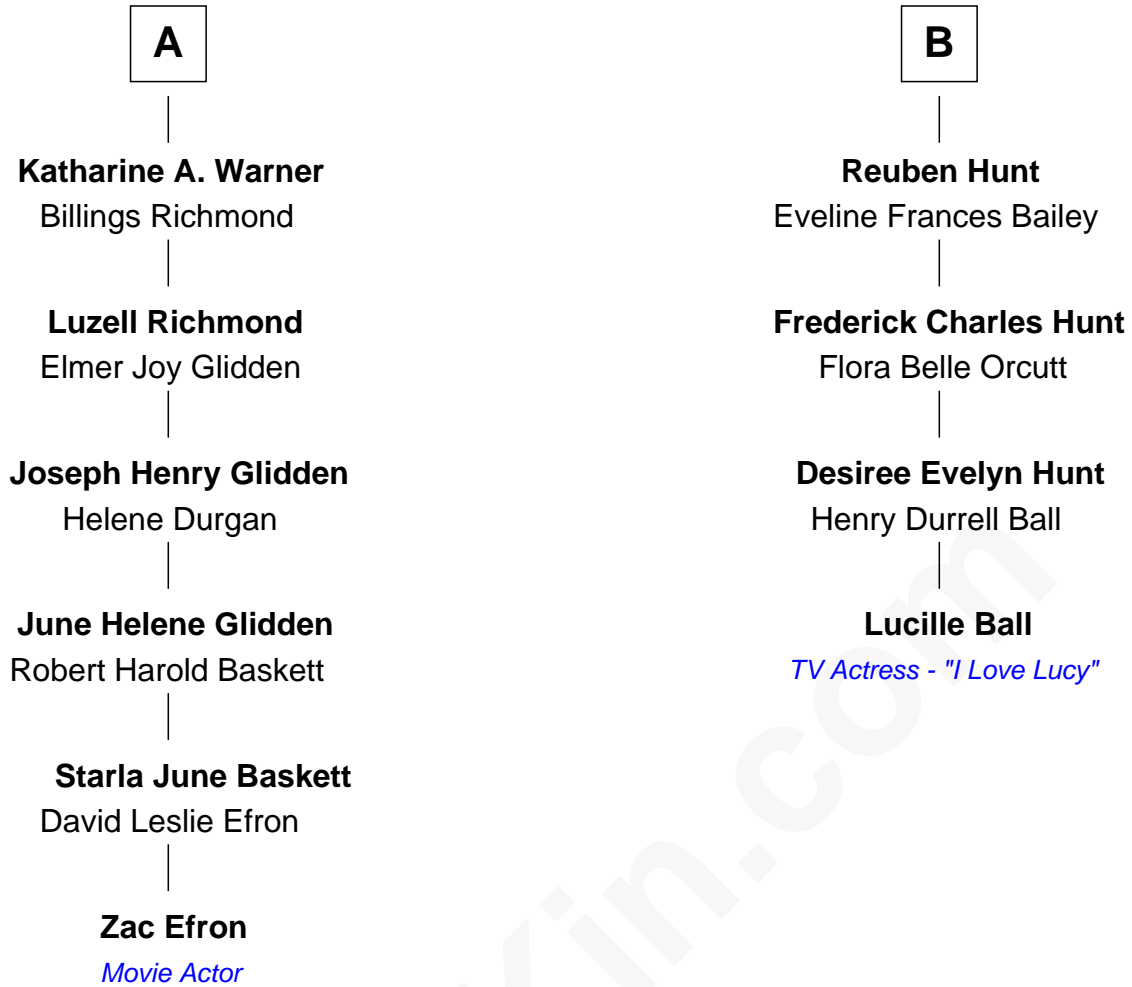 A
Katharine A. Warner
Billings Richmond
Luzell Richmond
Elmer Joy Glidden
Joseph Henry Glidden
Helene Durgan
June Helene Glidden
Robert Harold Baskett
Starla June Baskett
David Leslie Efron
Zac Efron
Movie Actor
B
Reuben Hunt
Eveline Frances Bailey
Frederick Charles Hunt
Flora Belle Orcutt
Desiree Evelyn Hunt
Henry Durrell Ball
Lucille Ball
TV Actress - "I Love Lucy"
Kin.com